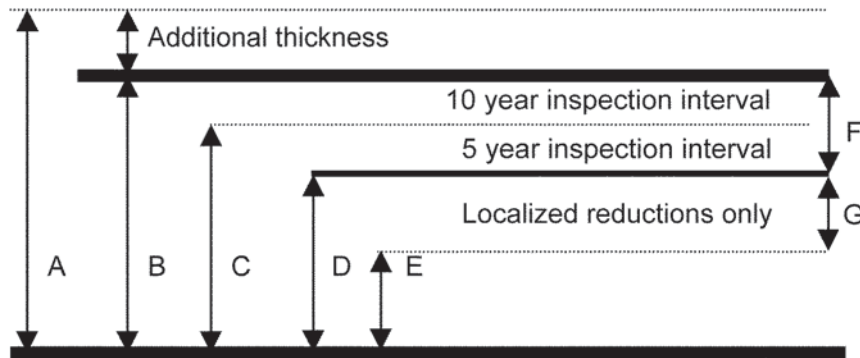 Additional thickness
10 year inspection interval
F
5 year inspection interval
Localized reductions only
G
A
B
C
D
E